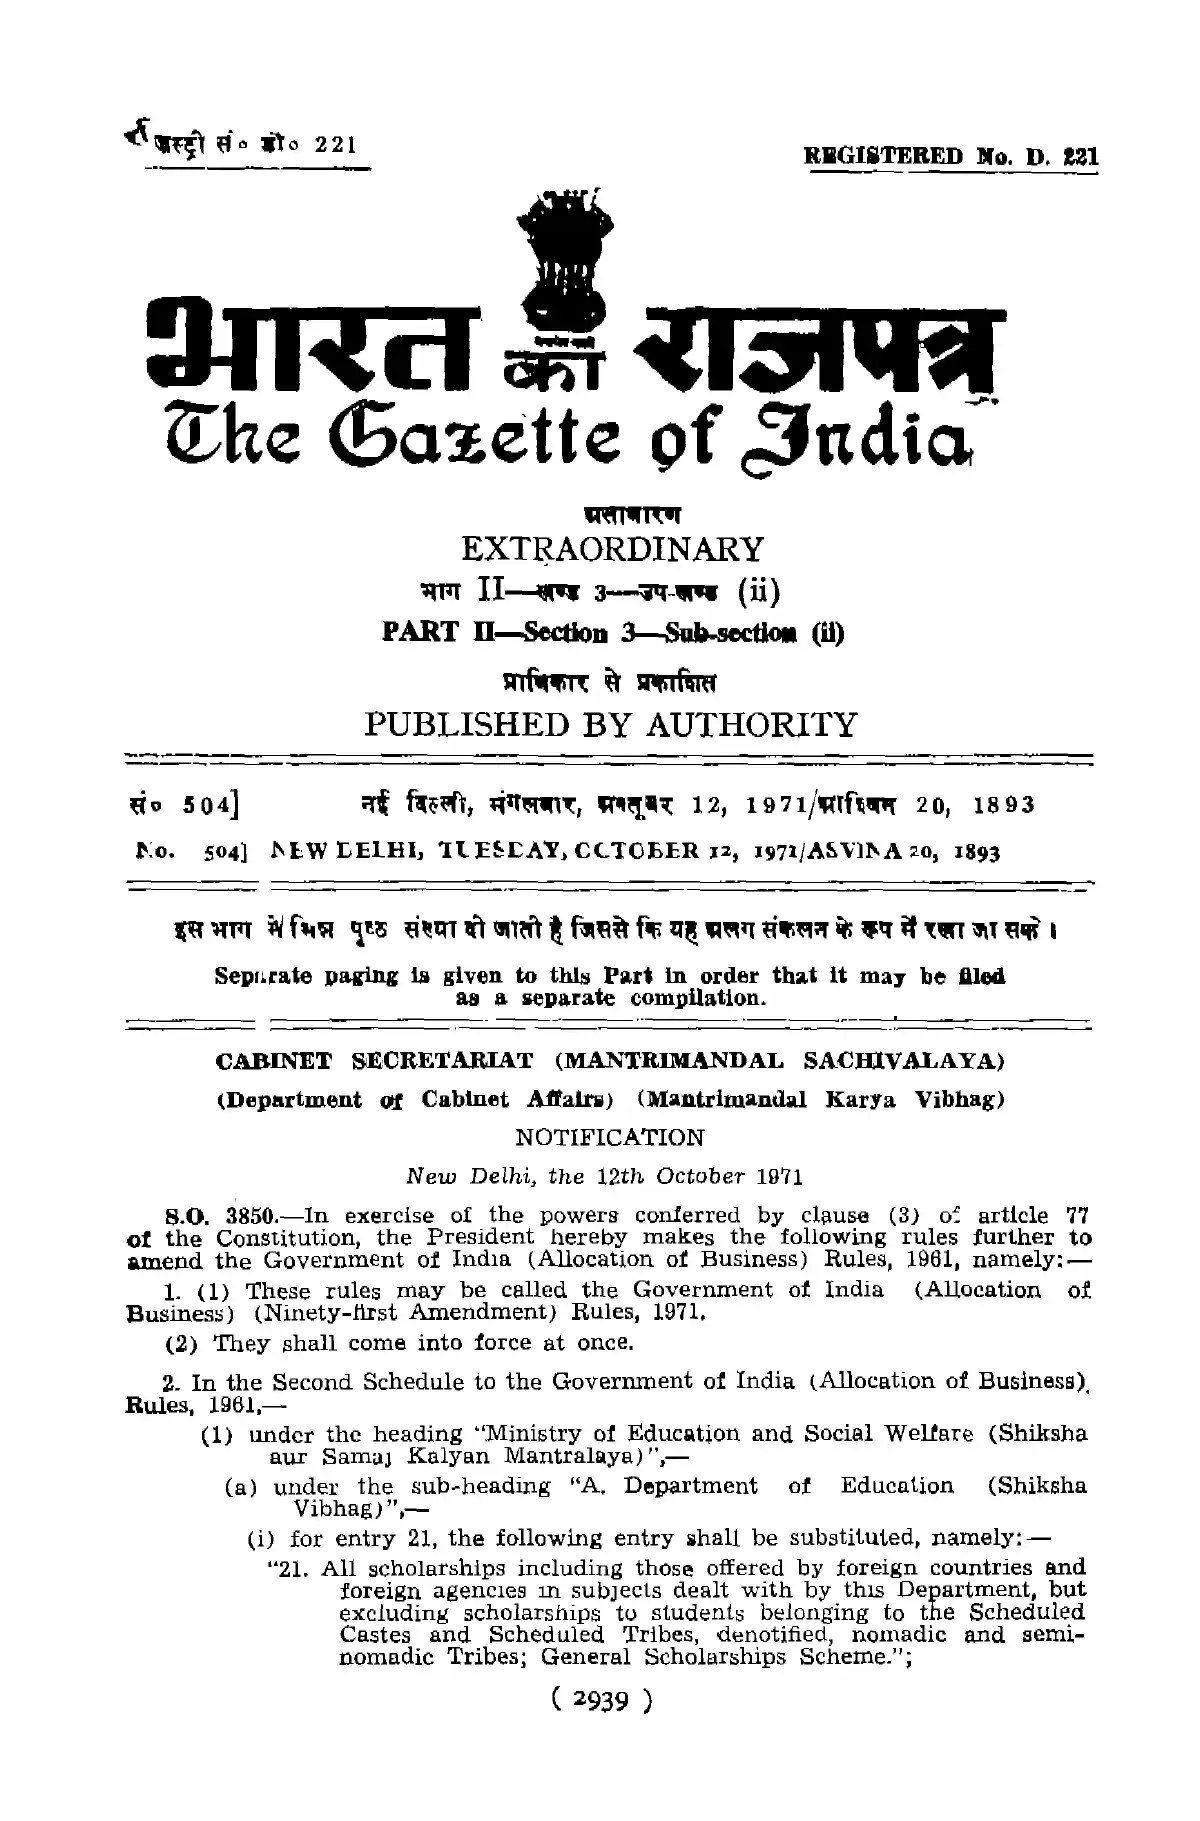 रजिस्ट्री सं० डी० 221
REGISTERED No. D. 221
भारत का राजपत्र
The Gazette of India
असाधारण
EXTRAORDINARY
भाग II—खण्ड 3—उप-खण्ड (ii)
PART II—Section 3—Sub-section (ii)
प्राधिकार से प्रकाशित
PUBLISHED BY AUTHORITY
सं० 504] नई दिल्ली, मंगलवार, अक्तूबर 12, 1971/आश्विन 20, 1893
No. 504] NEW DELHI, TUESDAY, OCTOBER 12, 1971/ASVINA 20, 1893
इस भाग में भिन्न पृष्ठ संख्या दी जाती है जिससे कि यह अलग संकलन के रूप में रखा जा सके ।
Separate paging is given to this Part in order that it may be filed
as a separate compilation.
CABINET SECRETARIAT (MANTRIMANDAL SACHIVALAYA)
(Department of Cabinet Affairs) (Mantrimandal Karya Vibhag)
NOTIFICATION
New Delhi, the 12th October 1971
S.O. 3850.—In exercise of the powers conferred by clause (3) of article 77
of the Constitution, the President hereby makes the following rules further to
amend the Government of India (Allocation of Business) Rules, 1961, namely:—
1. (1) These rules may be called the Government of India (Allocation of
Business) (Ninety-first Amendment) Rules, 1971.
(2) They shall come into force at once.
2. In the Second Schedule to the Government of India (Allocation of Business)
Rules, 1961,—
(1) under the heading "Ministry of Education and Social Welfare (Shiksha
aur Samaj Kalyan Mantralaya)",—
(a) under the sub-heading "A. Department of Education (Shiksha
Vibhag)",—
(i) for entry 21, the following entry shall be substituted, namely:—
"21. All scholarships including those offered by foreign countries and
foreign agencies in subjects dealt with by this Department, but
excluding scholarships to students belonging to the Scheduled
Castes and Scheduled Tribes, denotified, nomadic and semi-
nomadic Tribes; General Scholarships Scheme.";
( 2939 )